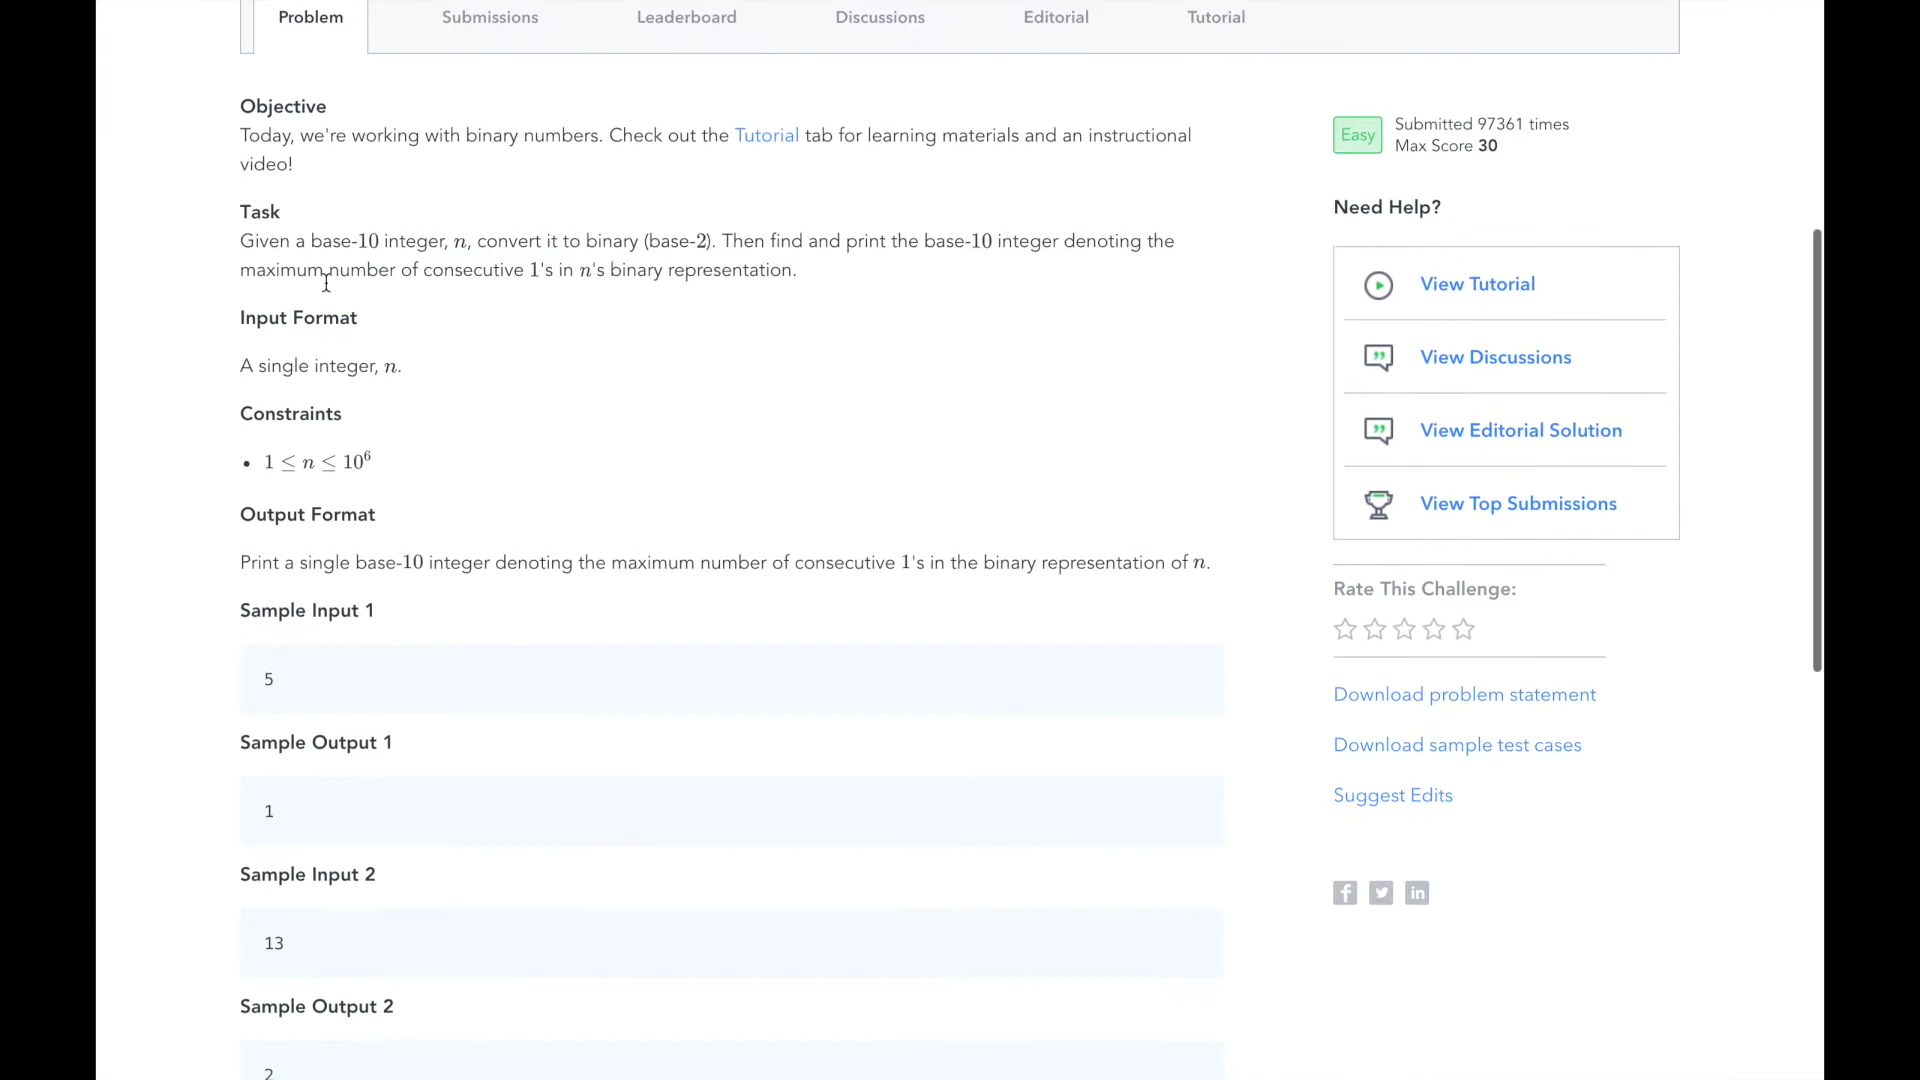 Problem
Submissions
Leaderboard
Discussions
Editorial
Tutorial
Objective
Today, we're working with binary numbers. Check out the Tutorial tab for learning materials and an instructional
video!
Task
Given a base-10 integer, n, convert it to binary (base-2). Then find and print the base-10 integer denoting the
maximum number of consecutive 1's in n's binary representation.
Input Format
A single integer, n.
Constraints
• 1 ≤ n ≤ 10⁶
Output Format
Print a single base-10 integer denoting the maximum number of consecutive 1's in the binary representation of n.
Sample Input 1
5
Sample Output 1
1
Sample Input 2
13
Sample Output 2
2
Easy
Submitted 97361 times
Max Score 30
Need Help?
View Tutorial
View Discussions
View Editorial Solution
View Top Submissions
Rate This Challenge:
Download problem statement
Download sample test cases
Suggest Edits